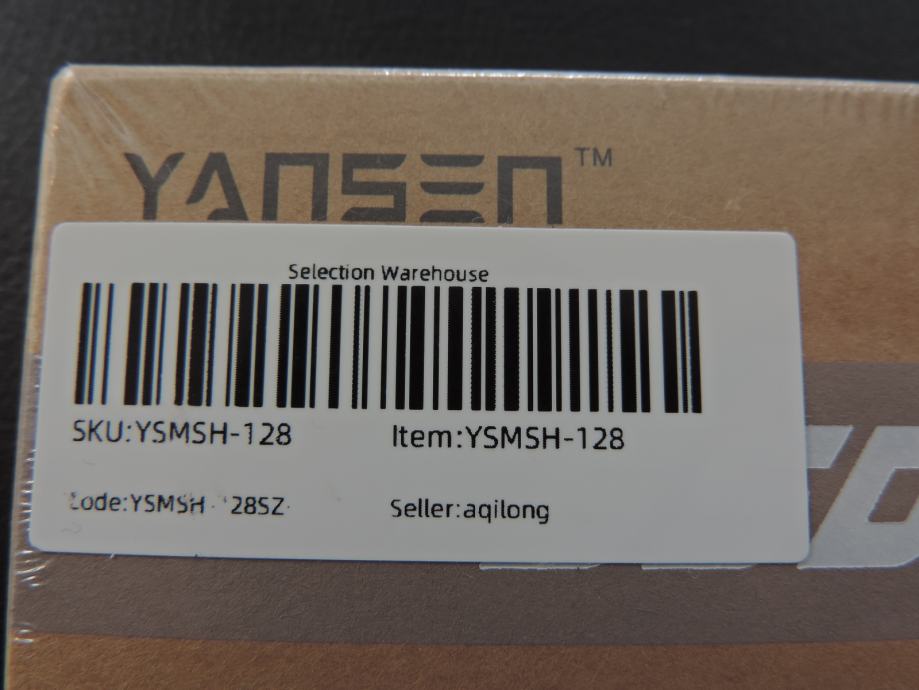 YANSEN™
Selection Warehouse
SKU:YSMSH-128 Item:YSMSH-128
Seller:aqilong